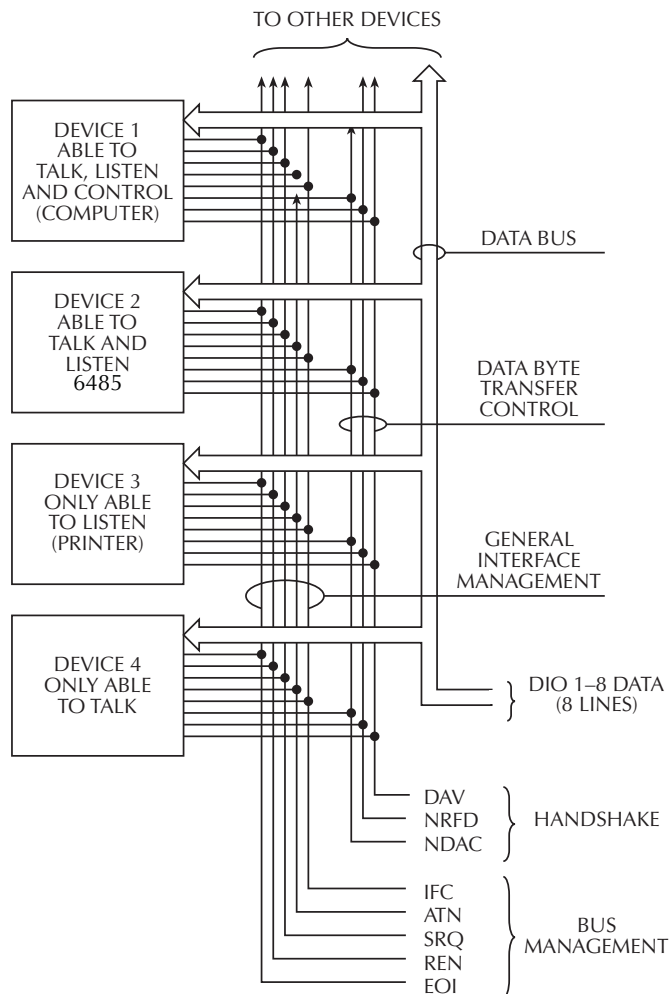 TO OTHER DEVICES
DEVICE 1
ABLE TO
TALK, LISTEN
AND CONTROL
(COMPUTER)
DATA BUS
DEVICE 2
ABLE TO
TALK AND
LISTEN
6485
DATA BYTE
TRANSFER
CONTROL
DEVICE 3
ONLY ABLE
TO LISTEN
(PRINTER)
GENERAL
INTERFACE
MANAGEMENT
DEVICE 4
ONLY ABLE
TO TALK
DIO 1–8 DATA
(8 LINES)
DAV
NRFD
NDAC
HANDSHAKE
IFC
ATN
SRQ
REN
EOI
BUS
MANAGEMENT